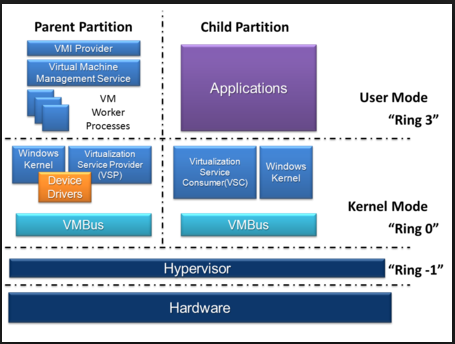 Parent Partition
Child Partition
VMI Provider
Virtual Machine
Management Service
VM
Worker
Processes
Applications
User Mode
“Ring 3”
Windows
Kernel
Virtualization
Service Provider
(VSP)
Device
Drivers
Virtualization
Service
Consumer(VSC)
Windows
Kernel
Kernel Mode
“Ring 0”
VMBus
VMBus
Hypervisor
“Ring -1”
Hardware